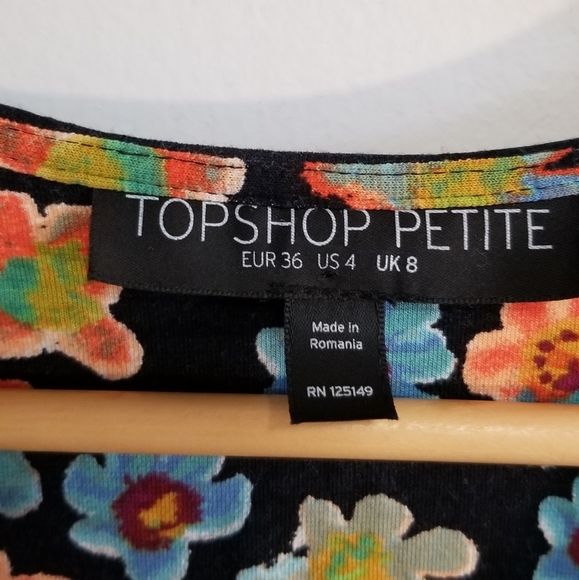 TOPSHOP PETITE
EUR 36 US 4 UK 8
Made in
Romania
RN 125149